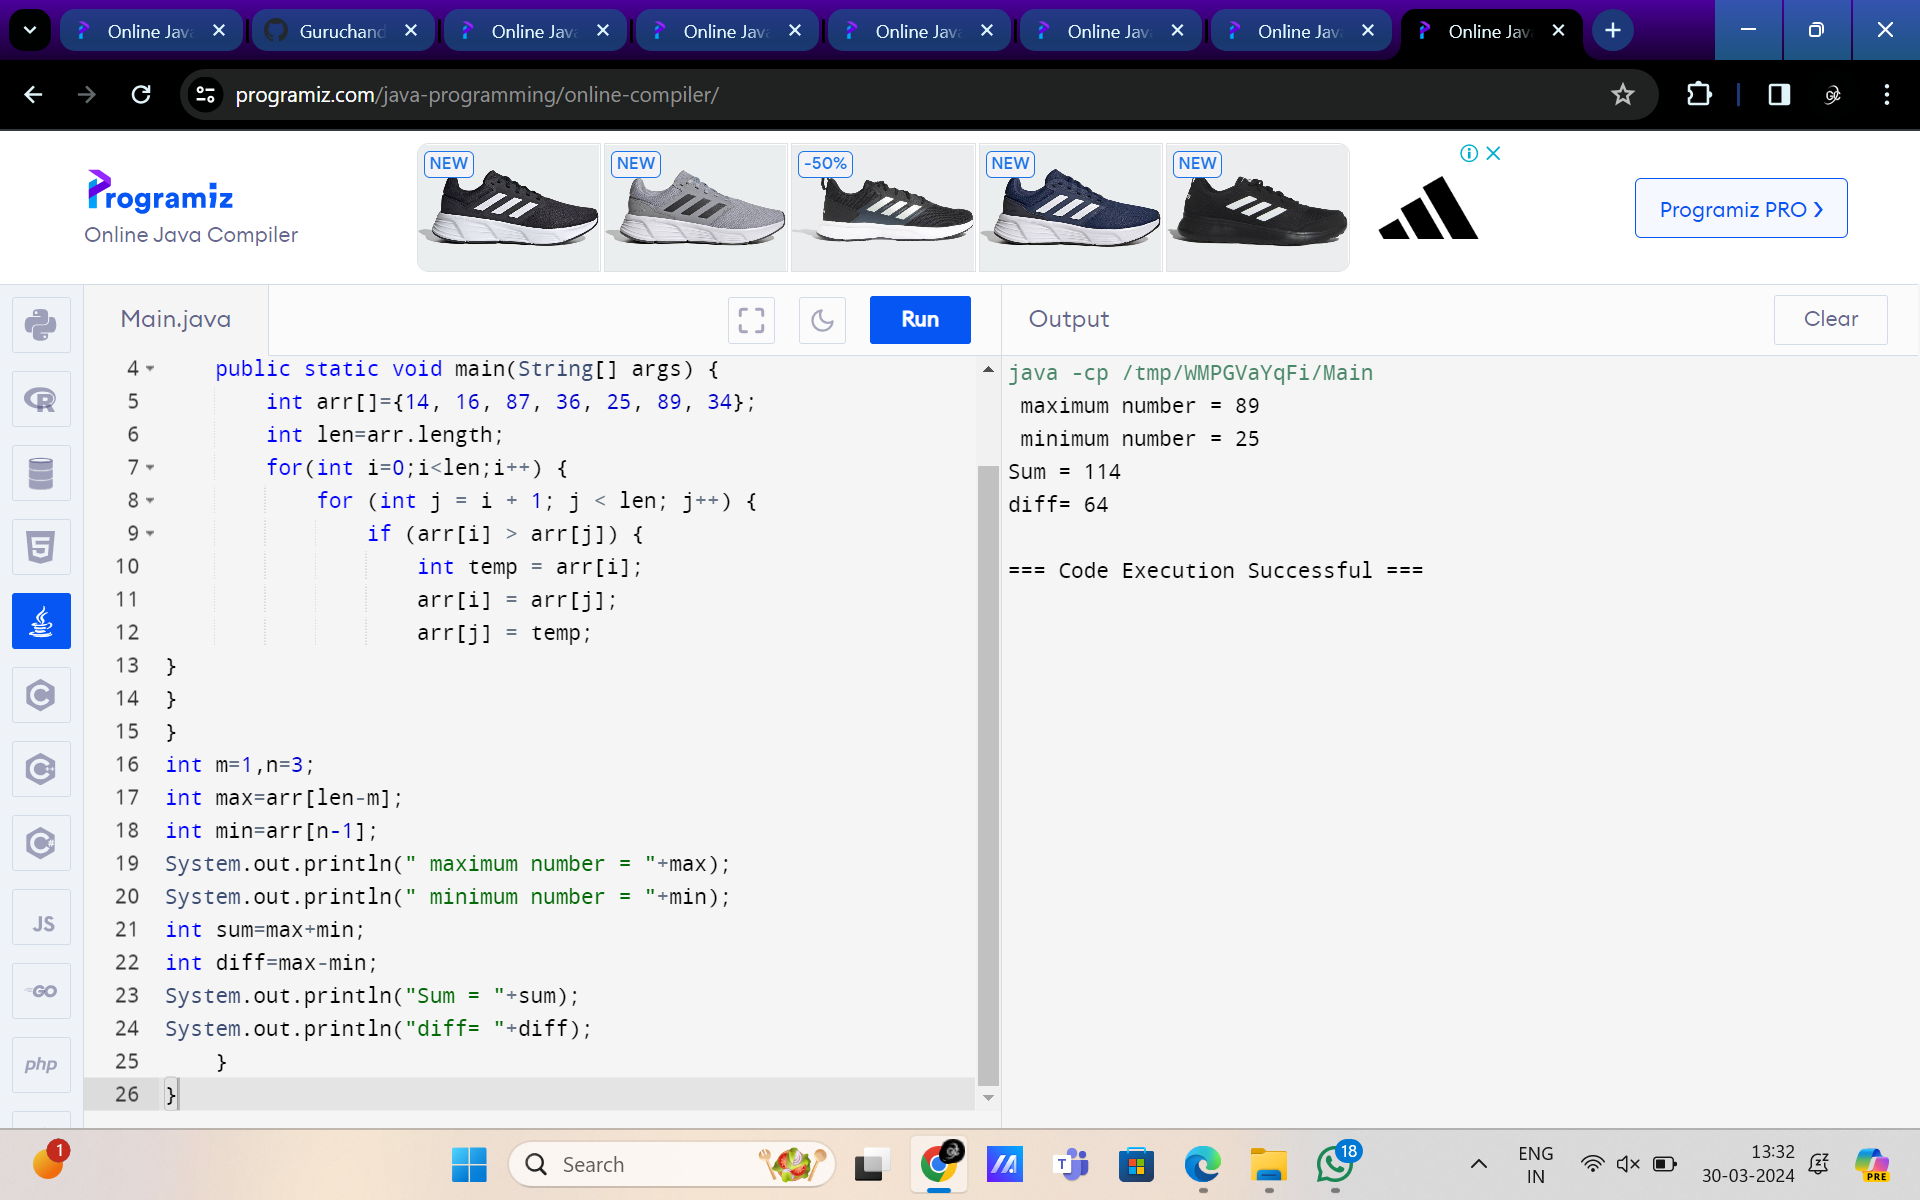 Online Jav
Guruchand
Online Jav
Online Jav
Online Jav
Online Jav
Online Jav
Online Jav
programiz.com/java-programming/online-compiler/
GC
Programiz
Online Java Compiler
NEW
NEW
-50%
NEW
NEW
Programiz PRO
Main.java
Run
Output
Clear
4 public static void main(String[] args) {
5 int arr[]={14, 16, 87, 36, 25, 89, 34};
6 int len=arr.length;
7 for(int i=0;i<len;i++) {
8 for (int j = i + 1; j < len; j++) {
9 if (arr[i] > arr[j]) {
10 int temp = arr[i];
11 arr[i] = arr[j];
12 arr[j] = temp;
13 }
14 }
15 }
16 int m=1,n=3;
17 int max=arr[len-m];
18 int min=arr[n-1];
19 System.out.println(" maximum number = "+max);
20 System.out.println(" minimum number = "+min);
21 int sum=max+min;
22 int diff=max-min;
23 System.out.println("Sum = "+sum);
24 System.out.println("diff= "+diff);
25 }
26 }
java -cp /tmp/WMPGVaYqFi/Main
maximum number = 89
minimum number = 25
Sum = 114
diff= 64
=== Code Execution Successful ===
R
5
C
C
C#
JS
GO
php
1
Search
T
18
ENG
IN
13:32
30-03-2024
PRE